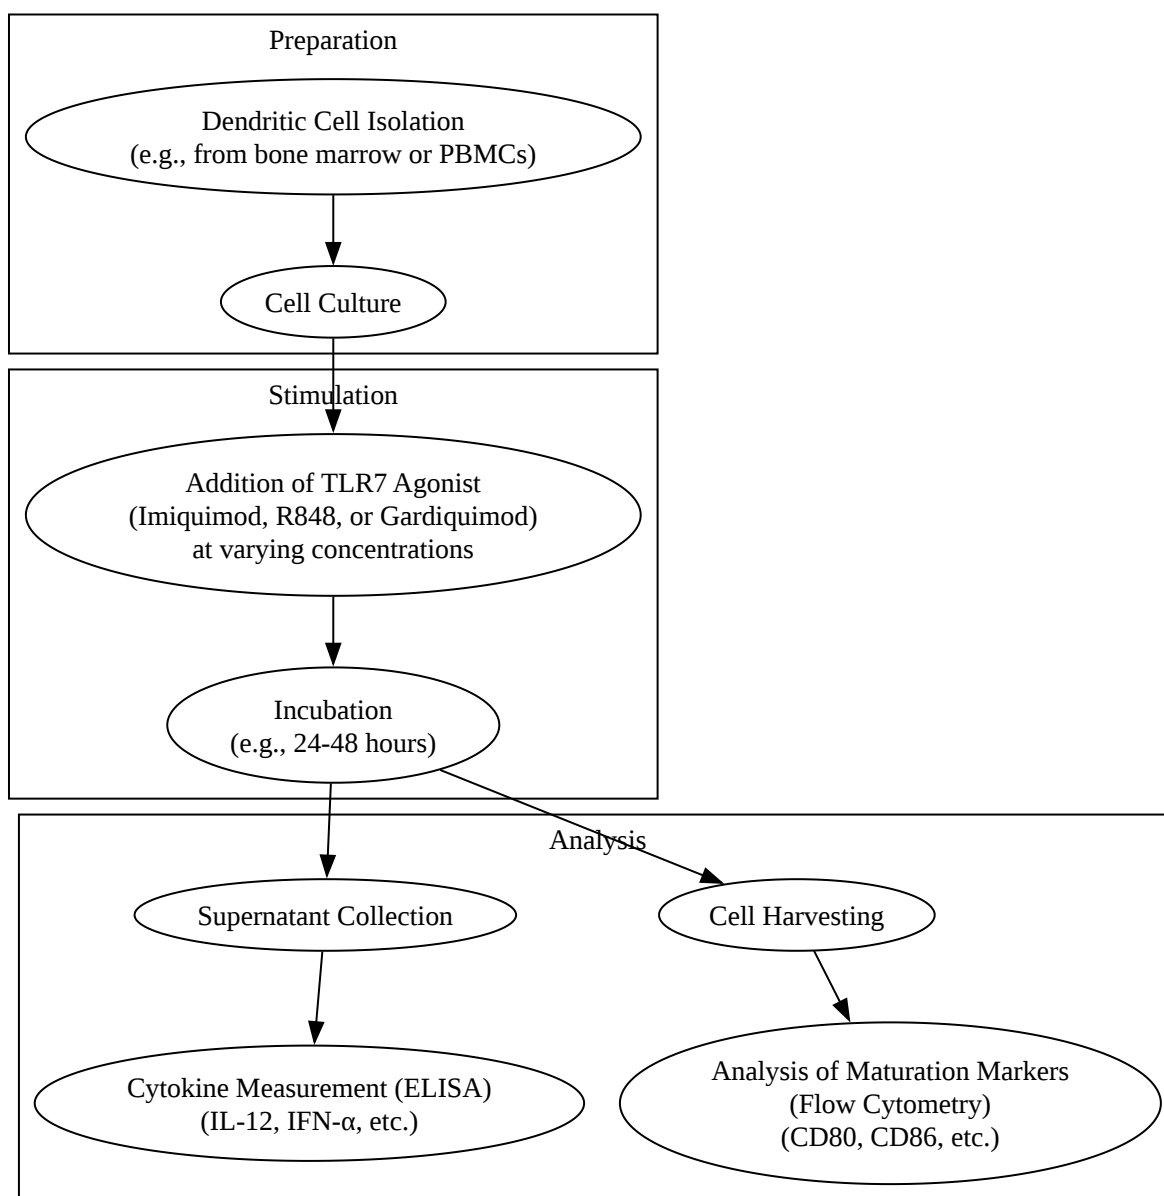 Preparation
Dendritic Cell Isolation
(e.g., from bone marrow or PBMCs)
Cell Culture
Stimulation
Addition of TLR7 Agonist
(Imiquimod, R848, or Gardiquimod)
at varying concentrations
Incubation
(e.g., 24-48 hours)
Analysis
Supernatant Collection
Cell Harvesting
Cytokine Measurement (ELISA)
(IL-12, IFN-α, etc.)
Analysis of Maturation Markers
(Flow Cytometry)
(CD80, CD86, etc.)